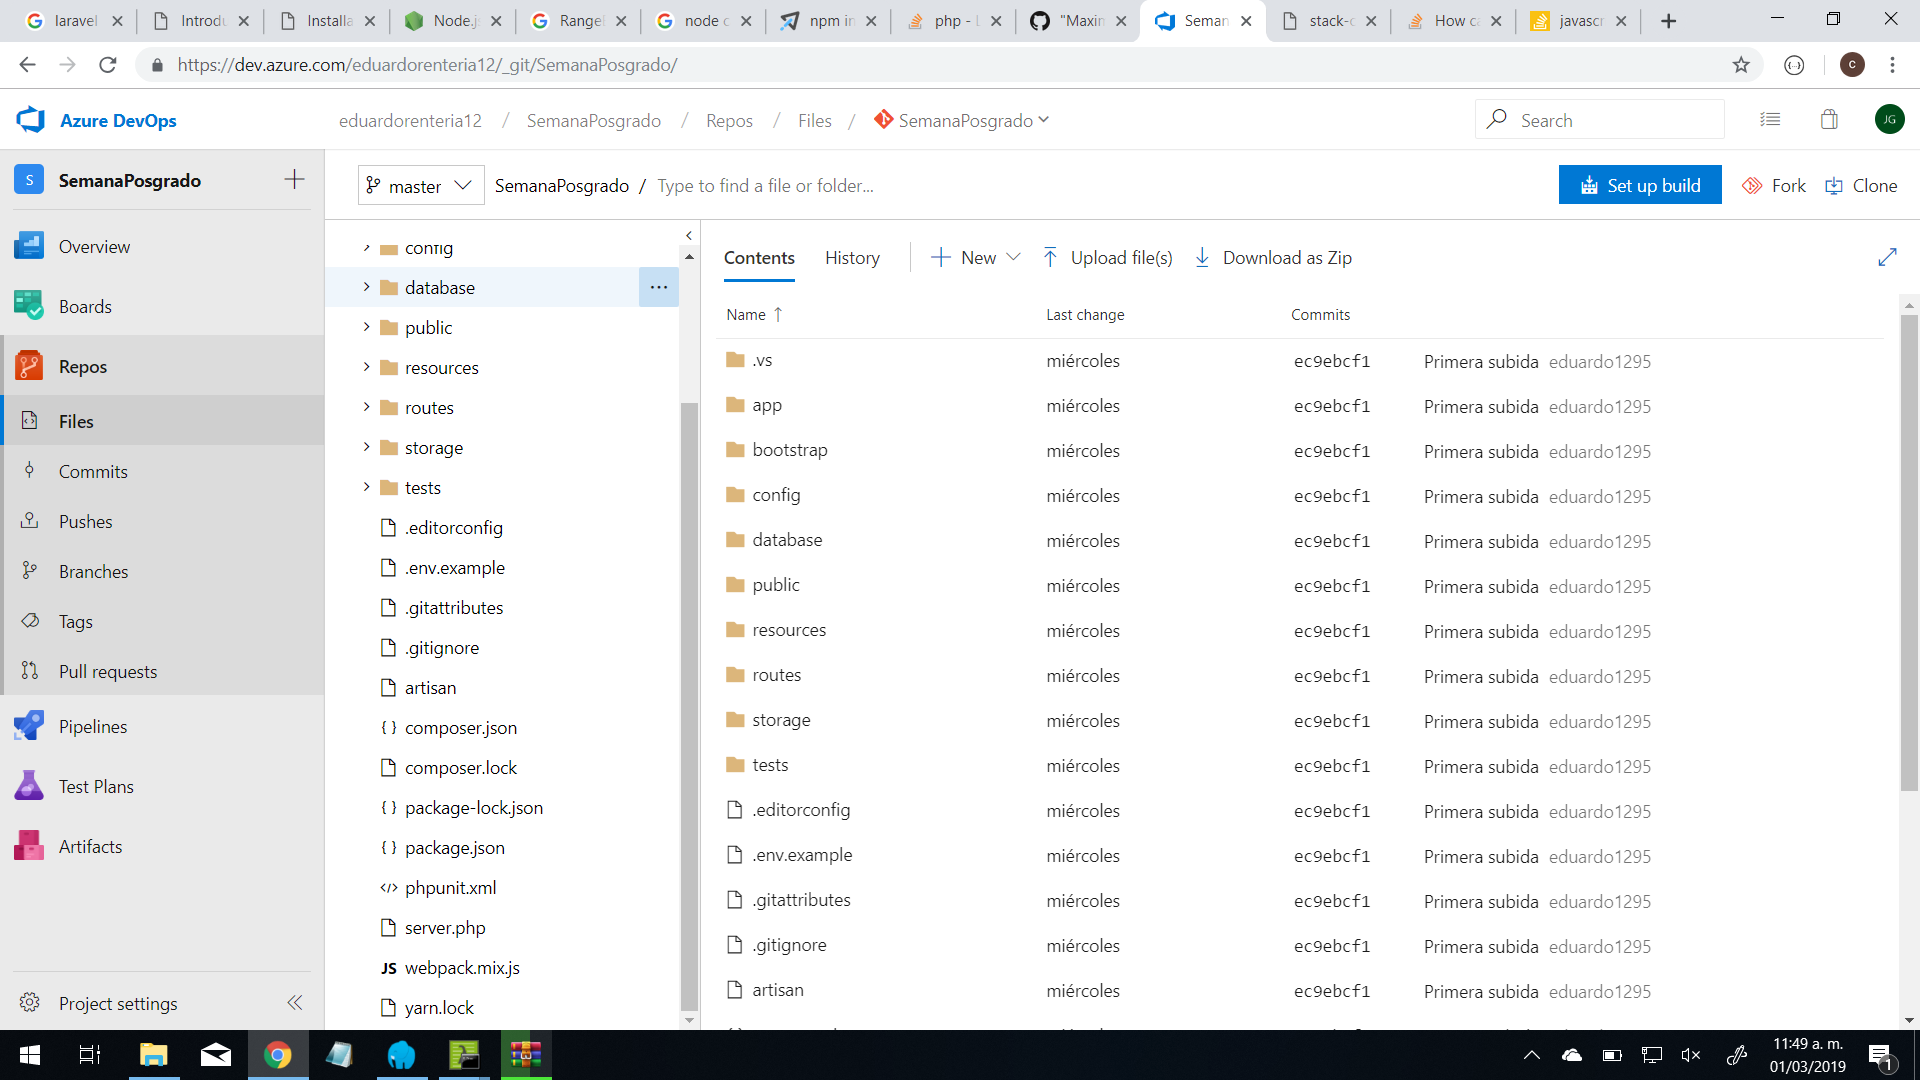 laravel
Introdu
Installa
Node.js
Rangel
node c
npm in
php - L
"Maxim
Seman
stack-o
How ca
javascr
https://dev.azure.com/eduardorenteria12/_git/SemanaPosgrado/
C
Azure DevOps
eduardorenteria12 / SemanaPosgrado / Repos / Files / SemanaPosgrado
Search
JG
S SemanaPosgrado
master
SemanaPosgrado / Type to find a file or folder...
Set up build
Fork
Clone
Overview
Boards
Repos
Files
Commits
Pushes
Branches
Tags
Pull requests
Pipelines
Test Plans
Artifacts
Project settings
config
database
public
resources
routes
storage
tests
.editorconfig
.env.example
.gitattributes
.gitignore
artisan
{ } composer.json
composer.lock
{ } package-lock.json
{ } package.json
</> phpunit.xml
server.php
JS webpack.mix.js
yarn.lock
Contents History New Upload file(s) Download as Zip
Name ↑ Last change Commits
.vs miércoles ec9ebcf1 Primera subida eduardo1295
app miércoles ec9ebcf1 Primera subida eduardo1295
bootstrap miércoles ec9ebcf1 Primera subida eduardo1295
config miércoles ec9ebcf1 Primera subida eduardo1295
database miércoles ec9ebcf1 Primera subida eduardo1295
public miércoles ec9ebcf1 Primera subida eduardo1295
resources miércoles ec9ebcf1 Primera subida eduardo1295
routes miércoles ec9ebcf1 Primera subida eduardo1295
storage miércoles ec9ebcf1 Primera subida eduardo1295
tests miércoles ec9ebcf1 Primera subida eduardo1295
.editorconfig miércoles ec9ebcf1 Primera subida eduardo1295
.env.example miércoles ec9ebcf1 Primera subida eduardo1295
.gitattributes miércoles ec9ebcf1 Primera subida eduardo1295
.gitignore miércoles ec9ebcf1 Primera subida eduardo1295
artisan miércoles ec9ebcf1 Primera subida eduardo1295
11:49 a. m.
01/03/2019
1